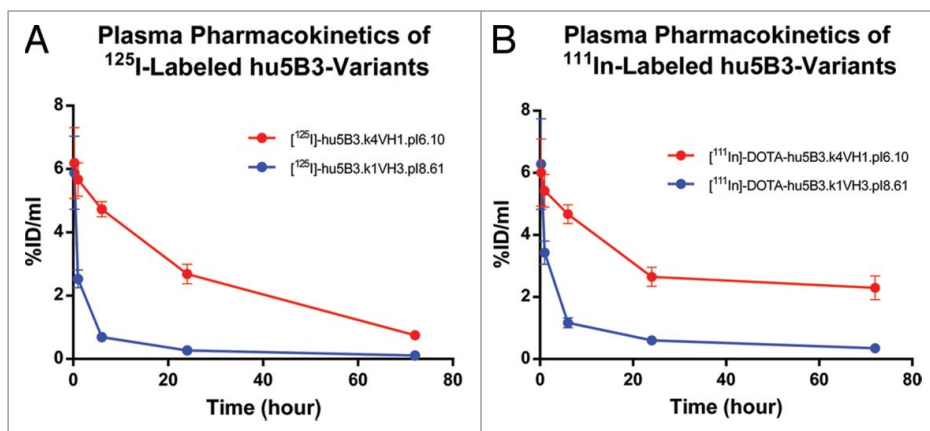 A
Plasma Pharmacokinetics of
¹²⁵I-Labeled hu5B3-Variants
8
6
4
2
0
%ID/ml
[¹²⁵I]-hu5B3.k4VH1.pI6.10
[¹²⁵I]-hu5B3.k1VH3.pI8.61
0 20 40 60 80
Time (hour)
B
Plasma Pharmacokinetics of
¹¹¹In-Labeled hu5B3-Variants
8
6
4
2
0
%ID/ml
[¹¹¹In]-DOTA-hu5B3.k4VH1.pI6.10
[¹¹¹In]-DOTA-hu5B3.k1VH3.pI8.61
0 20 40 60 80
Time (hour)